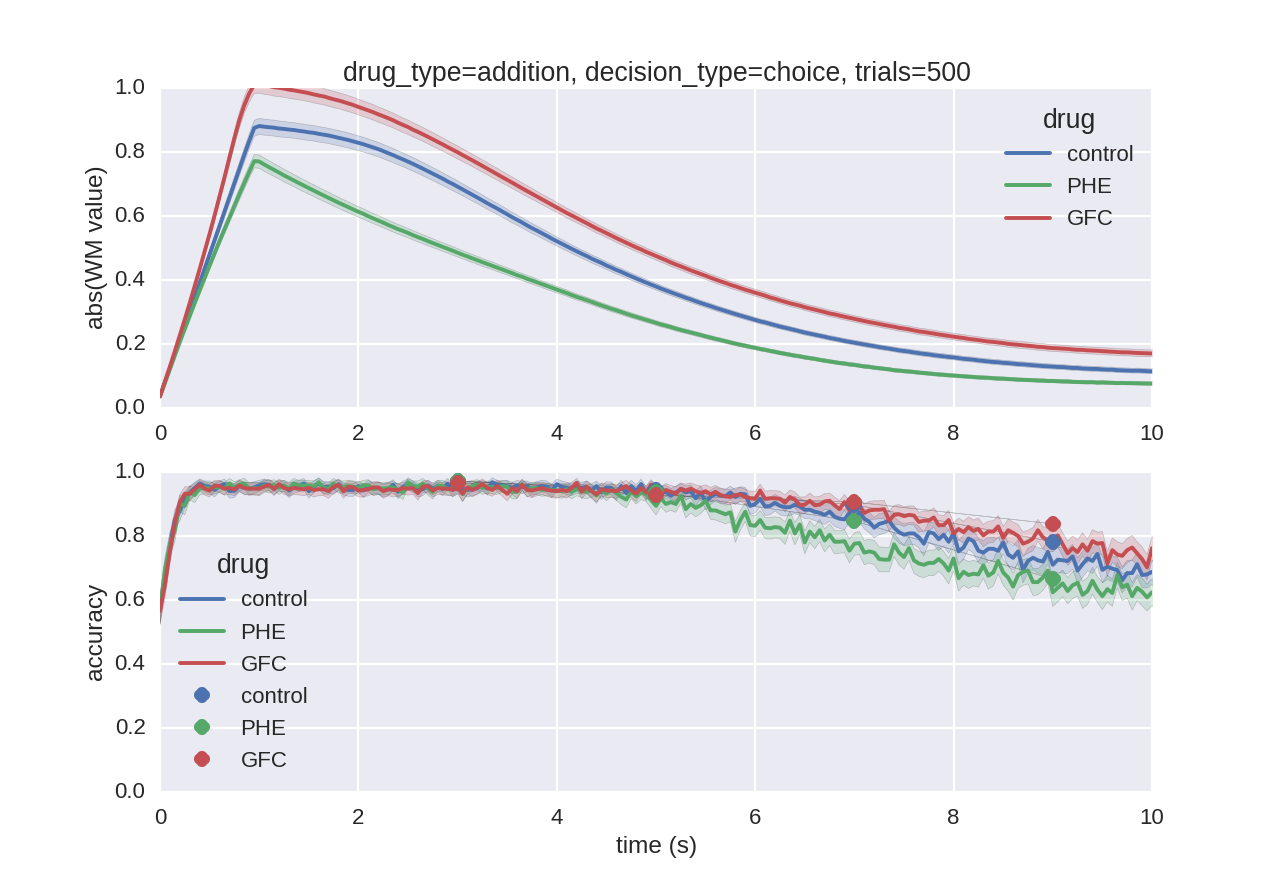 drug_type=addition, decision_type=choice, trials=500
abs(WM value)
1.0
0.8
0.6
0.4
0.2
0.0
drug
control
PHE
GFC
0 2 4 6 8 10
accuracy
1.0
0.8
0.6
0.4
0.2
0.0
drug
control
PHE
GFC
control
PHE
GFC
0 2 4 6 8 10
time (s)